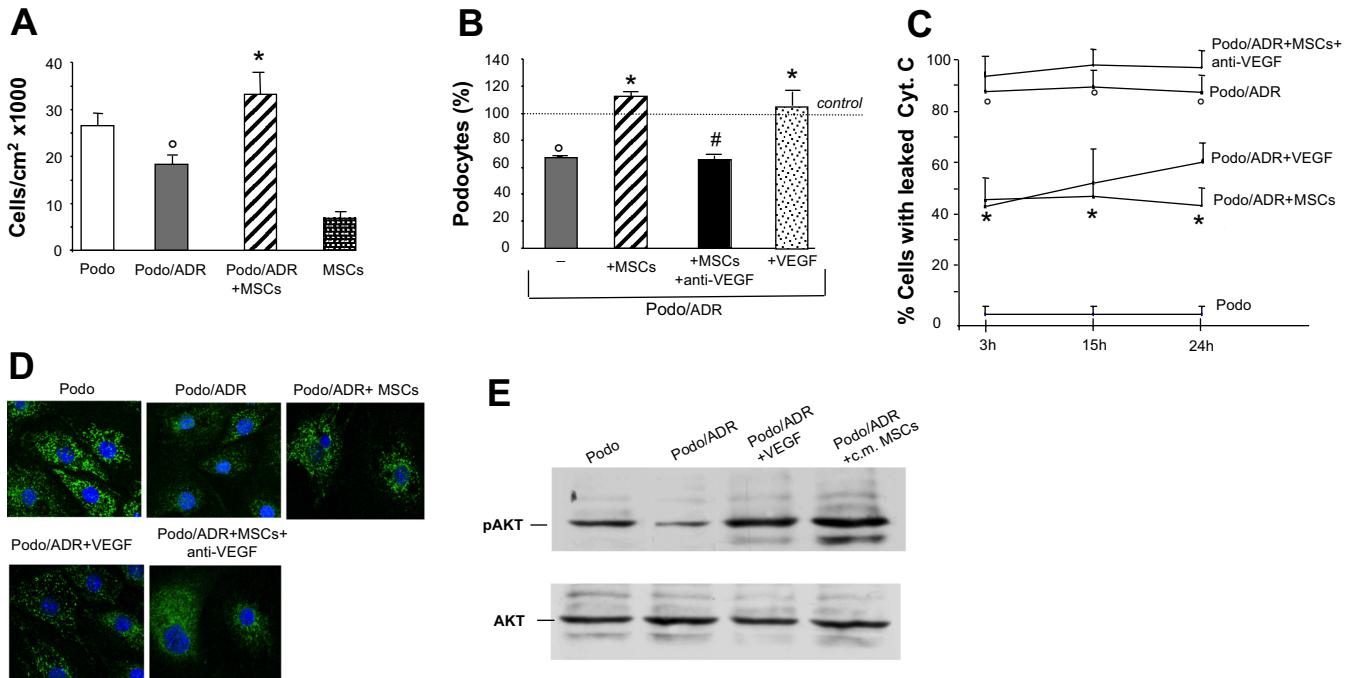 A
Cells/cm² x1000
40
30
20
10
0
°
*
Podo
Podo/ADR
Podo/ADR
+MSCs
MSCs
B
Podocytes (%)
140
120
100
80
60
40
20
0
°
*
#
*
control
–
+MSCs
+MSCs
+anti-VEGF
+VEGF
Podo/ADR
C
% Cells with leaked Cyt. C
100
80
60
40
20
0
Podo/ADR+MSCs+
anti-VEGF
Podo/ADR
° ° °
Podo/ADR+VEGF
Podo/ADR+MSCs
* * *
Podo
3h
15h
24h
D
Podo
Podo/ADR
Podo/ADR+ MSCs
Podo/ADR+VEGF
Podo/ADR+MSCs+
anti-VEGF
E
Podo
Podo/ADR
Podo/ADR
+VEGF
Podo/ADR
+c.m. MSCs
pAKT
AKT